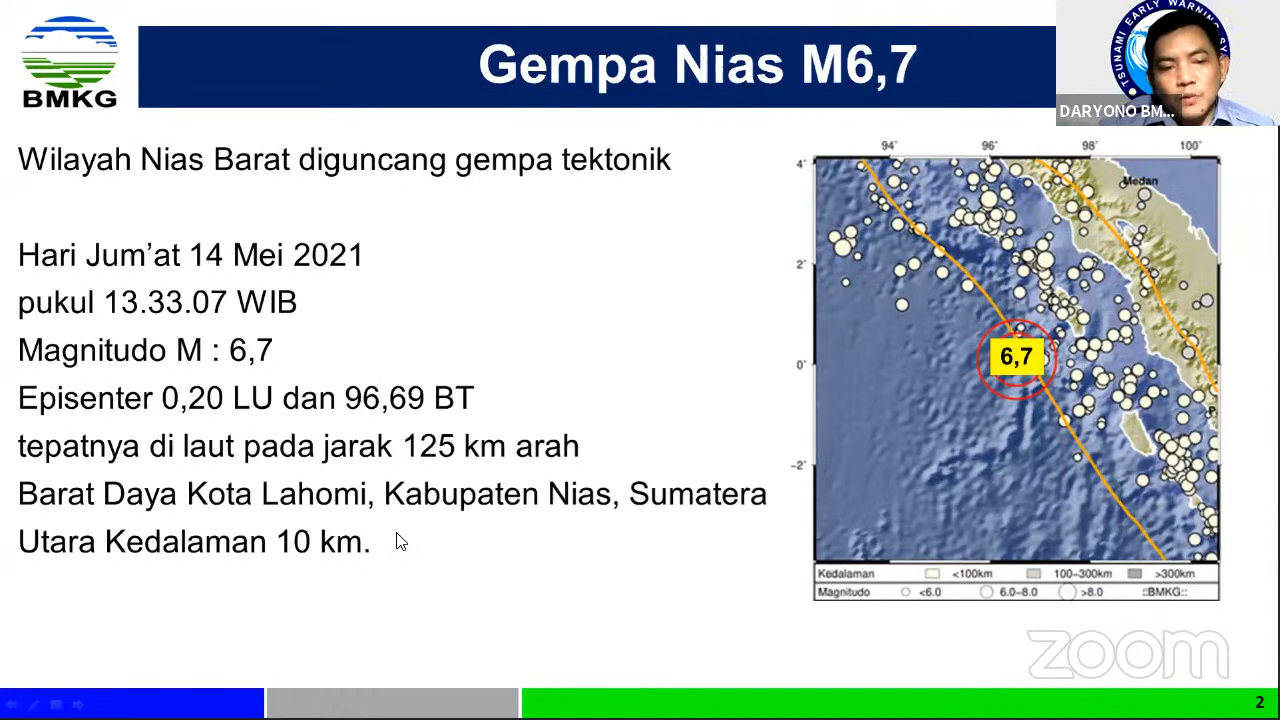 Gempa Nias M6,7
BMKG
TSUNAMI EARLY WARNING SY
DARYONO BM...
Wilayah Nias Barat diguncang gempa tektonik
Hari Jum’at 14 Mei 2021
pukul 13.33.07 WIB
Magnitudo M : 6,7
Episenter 0,20 LU dan 96,69 BT
tepatnya di laut pada jarak 125 km arah
Barat Daya Kota Lahomi, Kabupaten Nias, Sumatera
Utara Kedalaman 10 km.
94° 96° 98° 100°
4°
Medan
2°
0°
6,7
P
-2°
Kedalaman <100km 100-300km >300km
Magnitudo <6.0 6.0-8.0 >8.0 ::BMKG::
zoom
2